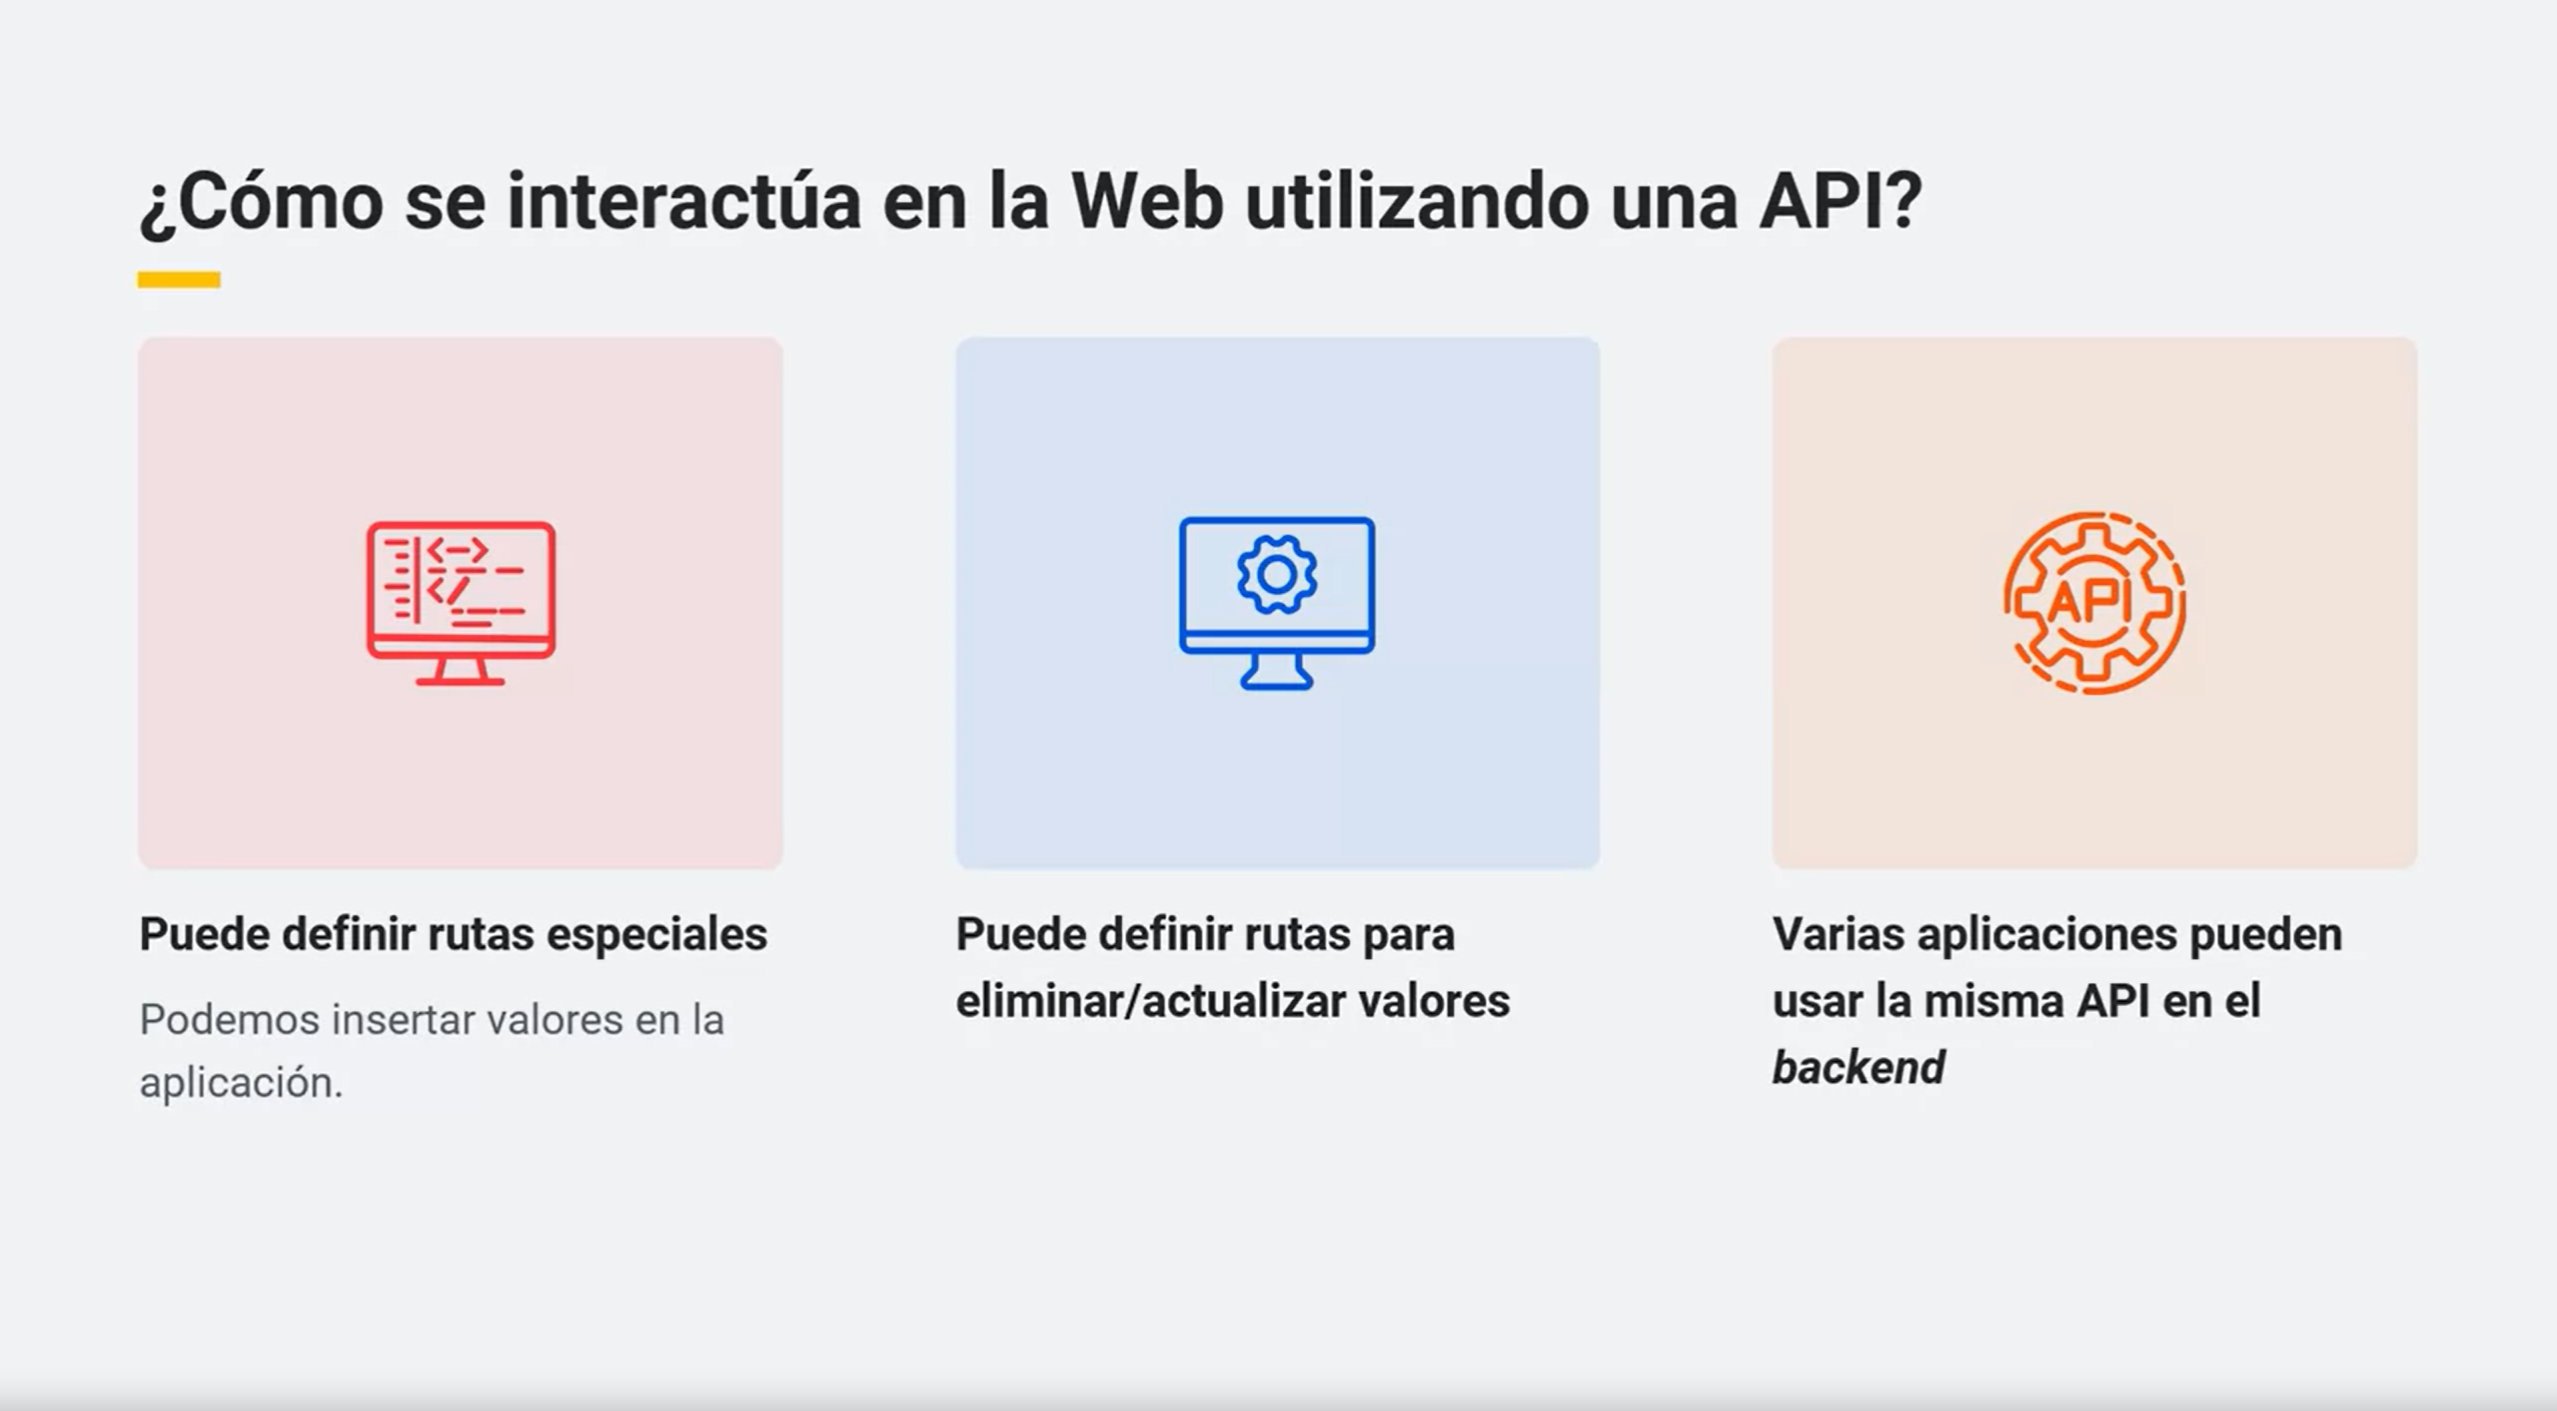 ¿Cómo se interactúa en la Web utilizando una API?
API
Puede definir rutas especiales
Podemos insertar valores en la
aplicación.
Puede definir rutas para
eliminar/actualizar valores
Varias aplicaciones pueden
usar la misma API en el
backend